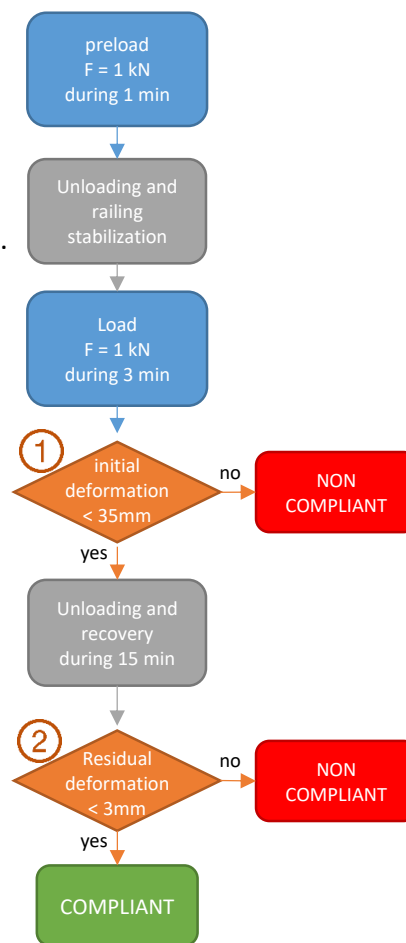 preload
F = 1 kN
during 1 min
Unloading and
railing
stabilization
.
Load
F = 1 kN
during 3 min
1
initial
deformation
< 35mm
no
NON
COMPLIANT
yes
Unloading and
recovery
during 15 min
2
Residual
deformation
< 3mm
no
NON
COMPLIANT
yes
COMPLIANT